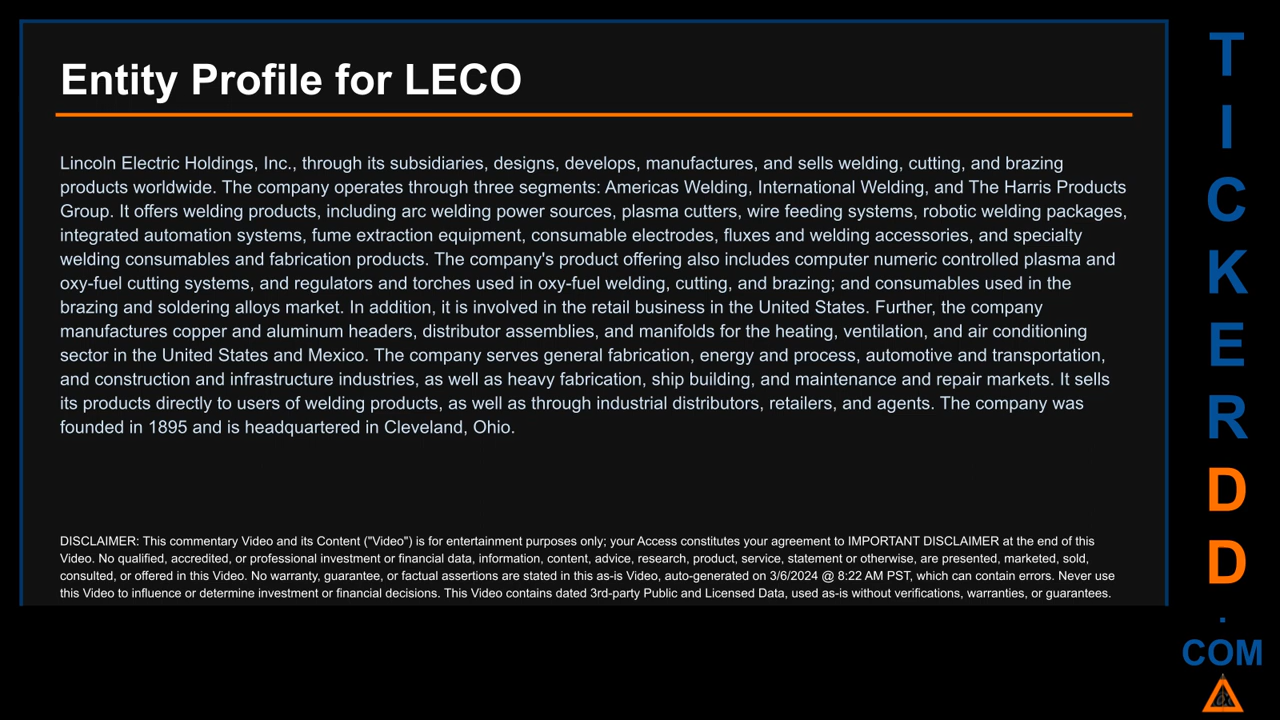 Entity Profile for LECO
Lincoln Electric Holdings, Inc., through its subsidiaries, designs, develops, manufactures, and sells welding, cutting, and brazing
products worldwide. The company operates through three segments: Americas Welding, International Welding, and The Harris Products
Group. It offers welding products, including arc welding power sources, plasma cutters, wire feeding systems, robotic welding packages,
integrated automation systems, fume extraction equipment, consumable electrodes, fluxes and welding accessories, and specialty
welding consumables and fabrication products. The company's product offering also includes computer numeric controlled plasma and
oxy-fuel cutting systems, and regulators and torches used in oxy-fuel welding, cutting, and brazing; and consumables used in the
brazing and soldering alloys market. In addition, it is involved in the retail business in the United States. Further, the company
manufactures copper and aluminum headers, distributor assemblies, and manifolds for the heating, ventilation, and air conditioning
sector in the United States and Mexico. The company serves general fabrication, energy and process, automotive and transportation,
and construction and infrastructure industries, as well as heavy fabrication, ship building, and maintenance and repair markets. It sells
its products directly to users of welding products, as well as through industrial distributors, retailers, and agents. The company was
founded in 1895 and is headquartered in Cleveland, Ohio.
DISCLAIMER: This commentary Video and its Content ("Video") is for entertainment purposes only; your Access constitutes your agreement to IMPORTANT DISCLAIMER at the end of this
Video. No qualified, accredited, or professional investment or financial data, information, content, advice, research, product, service, statement or otherwise, are presented, marketed, sold,
consulted, or offered in this Video. No warranty, guarantee, or factual assertions are stated in this as-is Video, auto-generated on 3/6/2024 @ 8:22 AM PST, which can contain errors. Never use
this Video to influence or determine investment or financial decisions. This Video contains dated 3rd-party Public and Licensed Data, used as-is without verifications, warranties, or guarantees.
T
I
C
K
E
R
D
D
.
COM